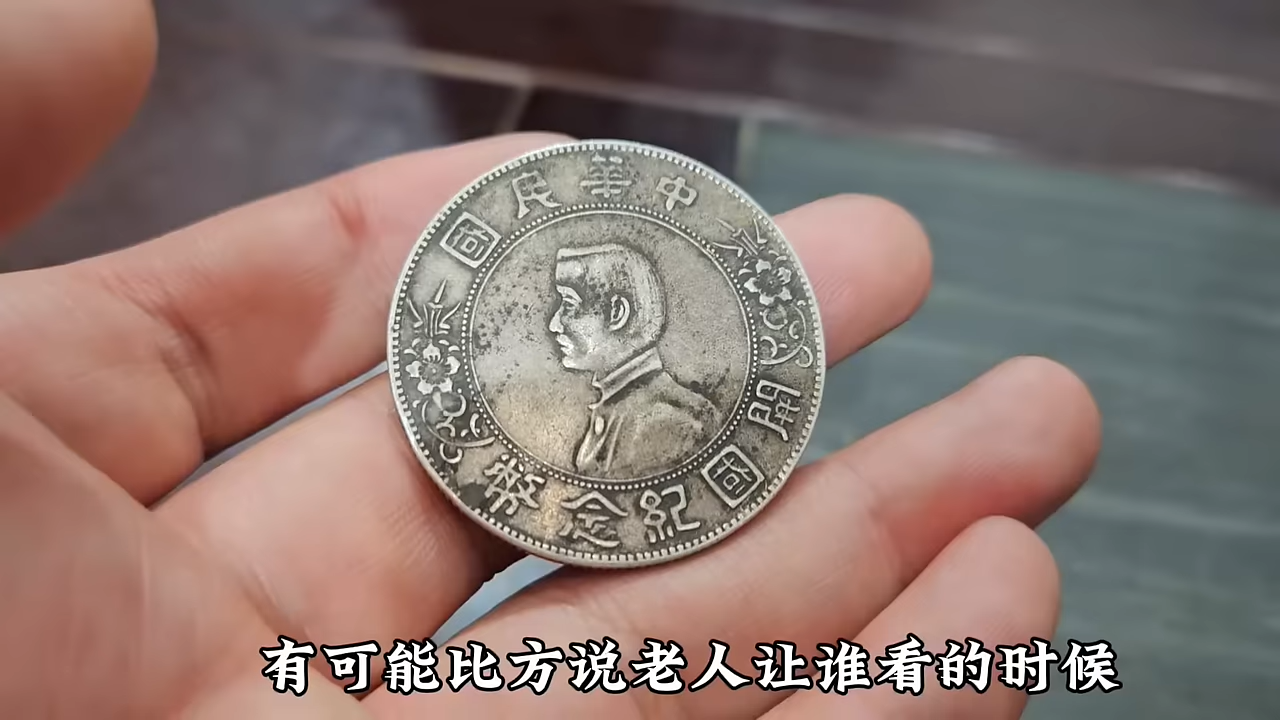 中華民國
開國紀念幣
有可能比方说老人让谁看的时候